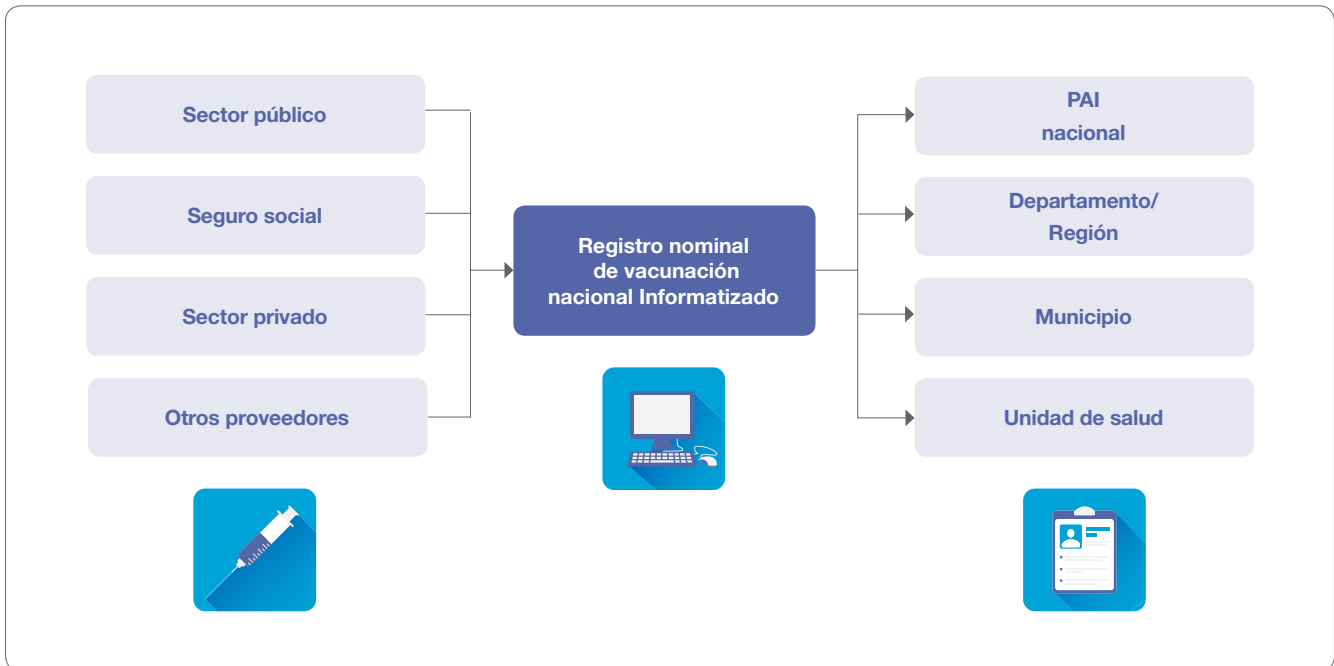 Sector público
Seguro social
Sector privado
Otros proveedores
Registro nominal
de vacunación
nacional Informatizado
PAI
nacional
Departamento/
Región
Municipio
Unidad de salud